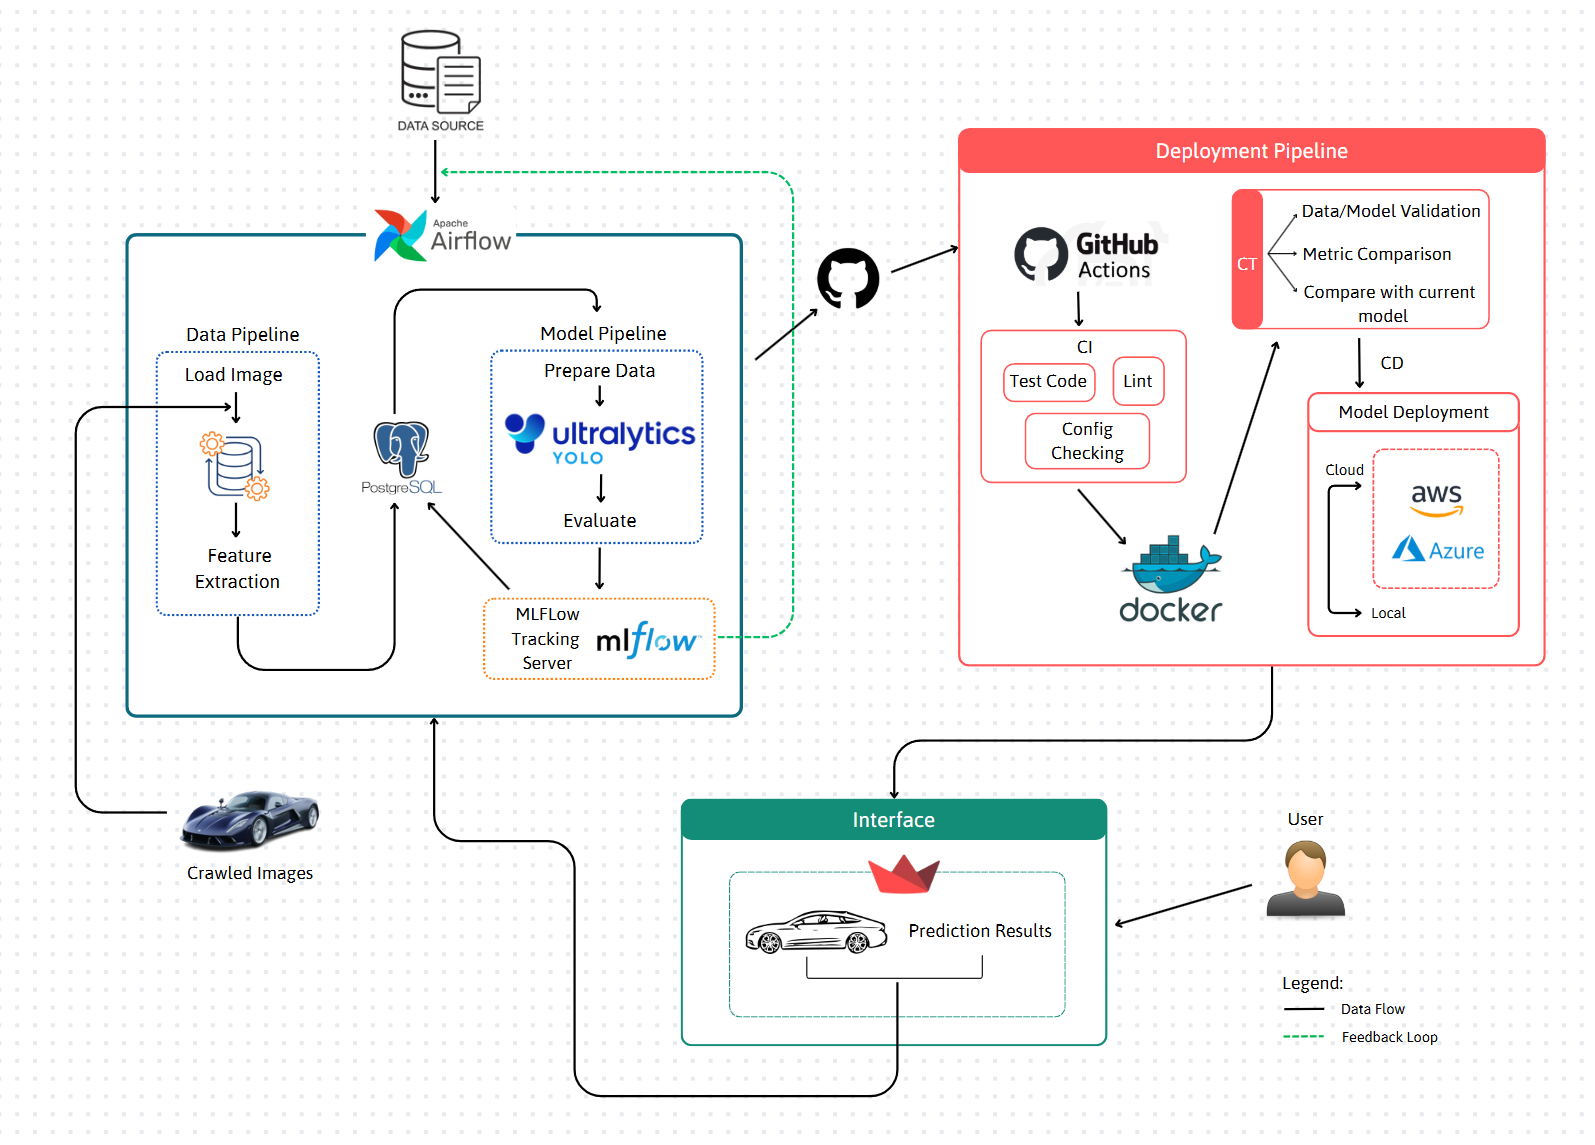 DATA SOURCE
Apache
Airflow
Data Pipeline
Load Image
Feature
Extraction
PostgreSQL
Model Pipeline
Prepare Data
ultralytics
YOLO
Evaluate
MLFLow
Tracking
Server
mlflow™
Crawled Images
Deployment Pipeline
GitHub
Actions
CI
Test Code
Lint
Config
Checking
docker
CT
Data/Model Validation
Metric Comparison
Compare with current
model
CD
Model Deployment
Cloud
aws
Azure
Local
Interface
Prediction Results
User
Legend:
Data Flow
Feedback Loop